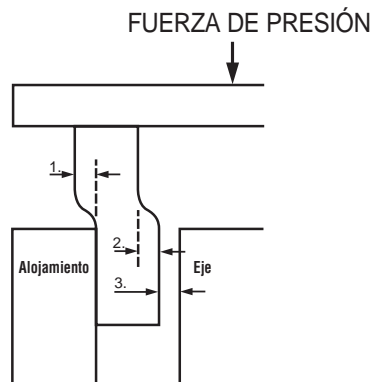 FUERZA DE PRESIÓN
1.
2.
Alojamiento
Eje
3.